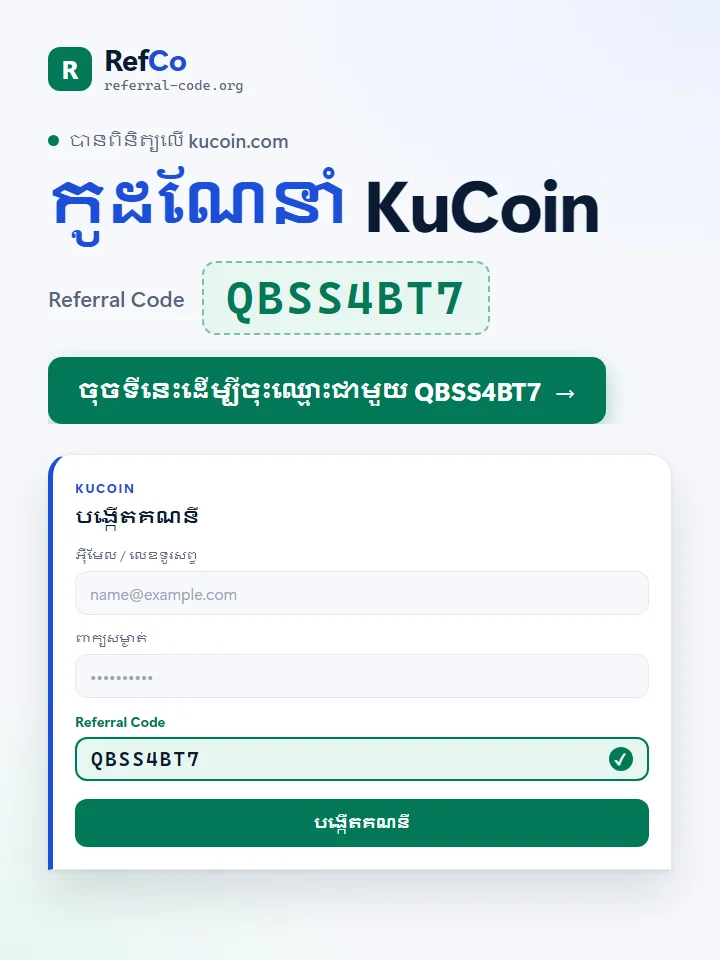 R
RefCo
referral-code.org
បានពិនិត្យលើ kucoin.com
កូដណែនាំ KuCoin
Referral Code QBSS4BT7
ចុចទីនេះដើម្បីចុះឈ្មោះជាមួយ QBSS4BT7 →
KUCOIN
បង្កើតគណនី
អ៊ីមែល / លេខទូរសព្ទ
name@example.com
ពាក្យសម្ងាត់
••••••••••
Referral Code
QBSS4BT7
បង្កើតគណនី